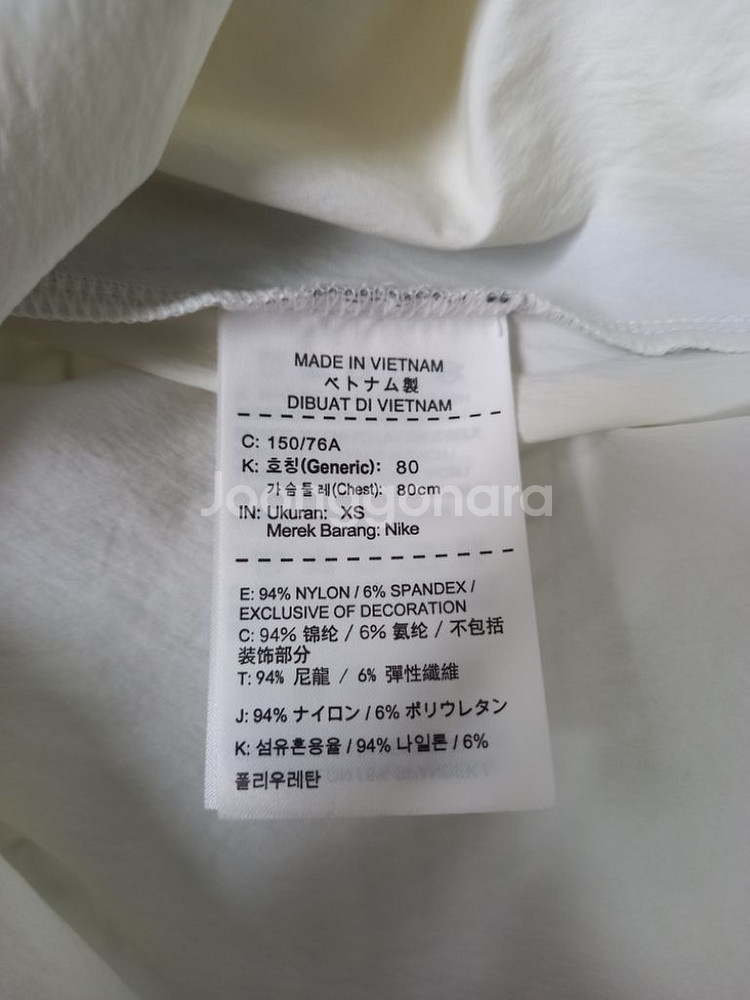 MADE IN VIETNAM
ベトナム製
DIBUAT DI VIETNAM
C: 150/76A
K: 호칭(Generic): 80
가슴둘레(Chest): 80cm
Joonggonara
IN: Ukuran: XS
Merek Barang: Nike
E: 94% NYLON / 6% SPANDEX /
EXCLUSIVE OF DECORATION
C: 94% 锦纶 / 6% 氨纶 / 不包括
装饰部分
T: 94% 尼龍 / 6% 彈性纖維
J: 94% ナイロン / 6% ポリウレタン
K: 섬유혼용율 / 94% 나일론 / 6%
폴리우레탄